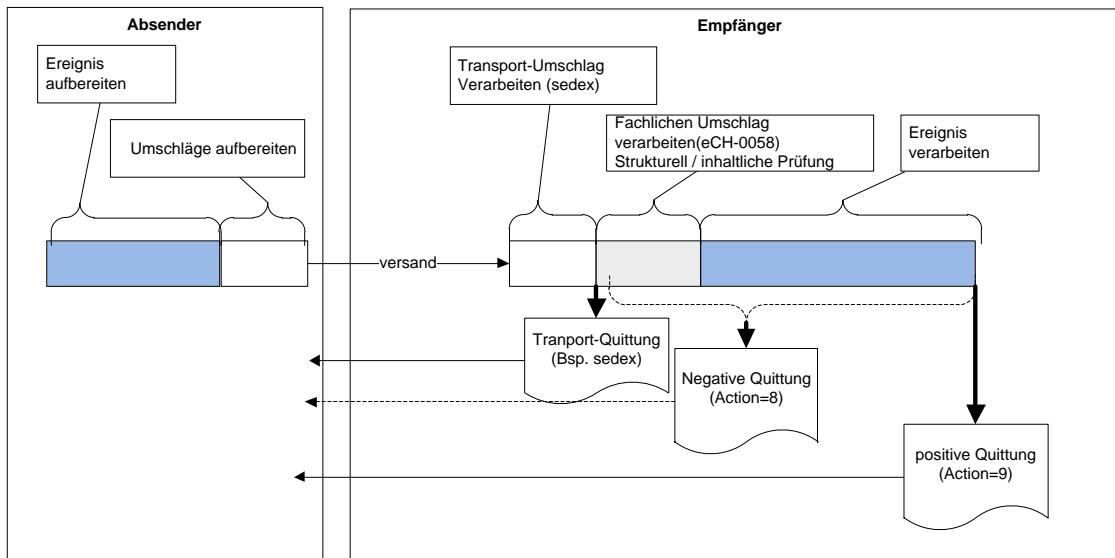 Absender
Empfänger
Ereignis
aufbereiten
Umschläge aufbereiten
Transport-Umschlag
Verarbeiten (sedex)
Fachlichen Umschlag
verarbeiten(eCH-0058)
Strukturell / inhaltliche Prüfung
Ereignis
verarbeiten
versand
Tranport-Quittung
(Bsp. sedex)
Negative Quittung
(Action=8)
positive Quittung
(Action=9)